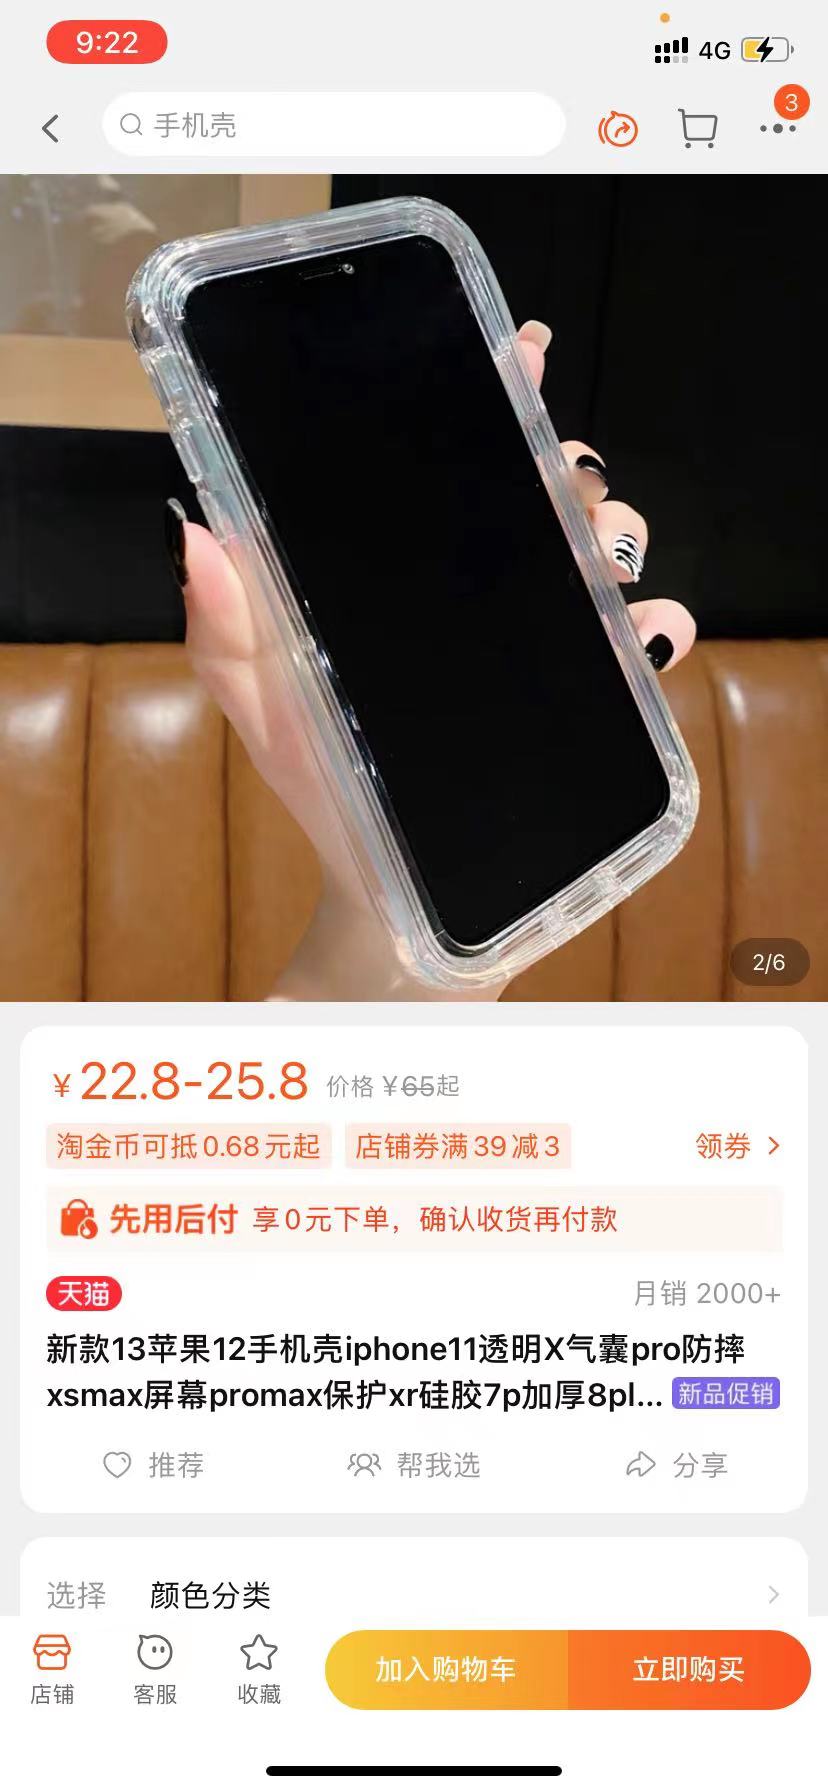 9:22
4G
手机壳
3
2/6
¥22.8-25.8 价格 ¥65起
淘金币可抵0.68元起 店铺券满39减3 领券
先用后付 享0元下单，确认收货再付款
天猫 月销 2000+
新款13苹果12手机壳iphone11透明X气囊pro防摔
xsmax屏幕promax保护xr硅胶7p加厚8pl... 新品促销
推荐 帮我选 分享
选择 颜色分类
店铺 客服 收藏 加入购物车 立即购买